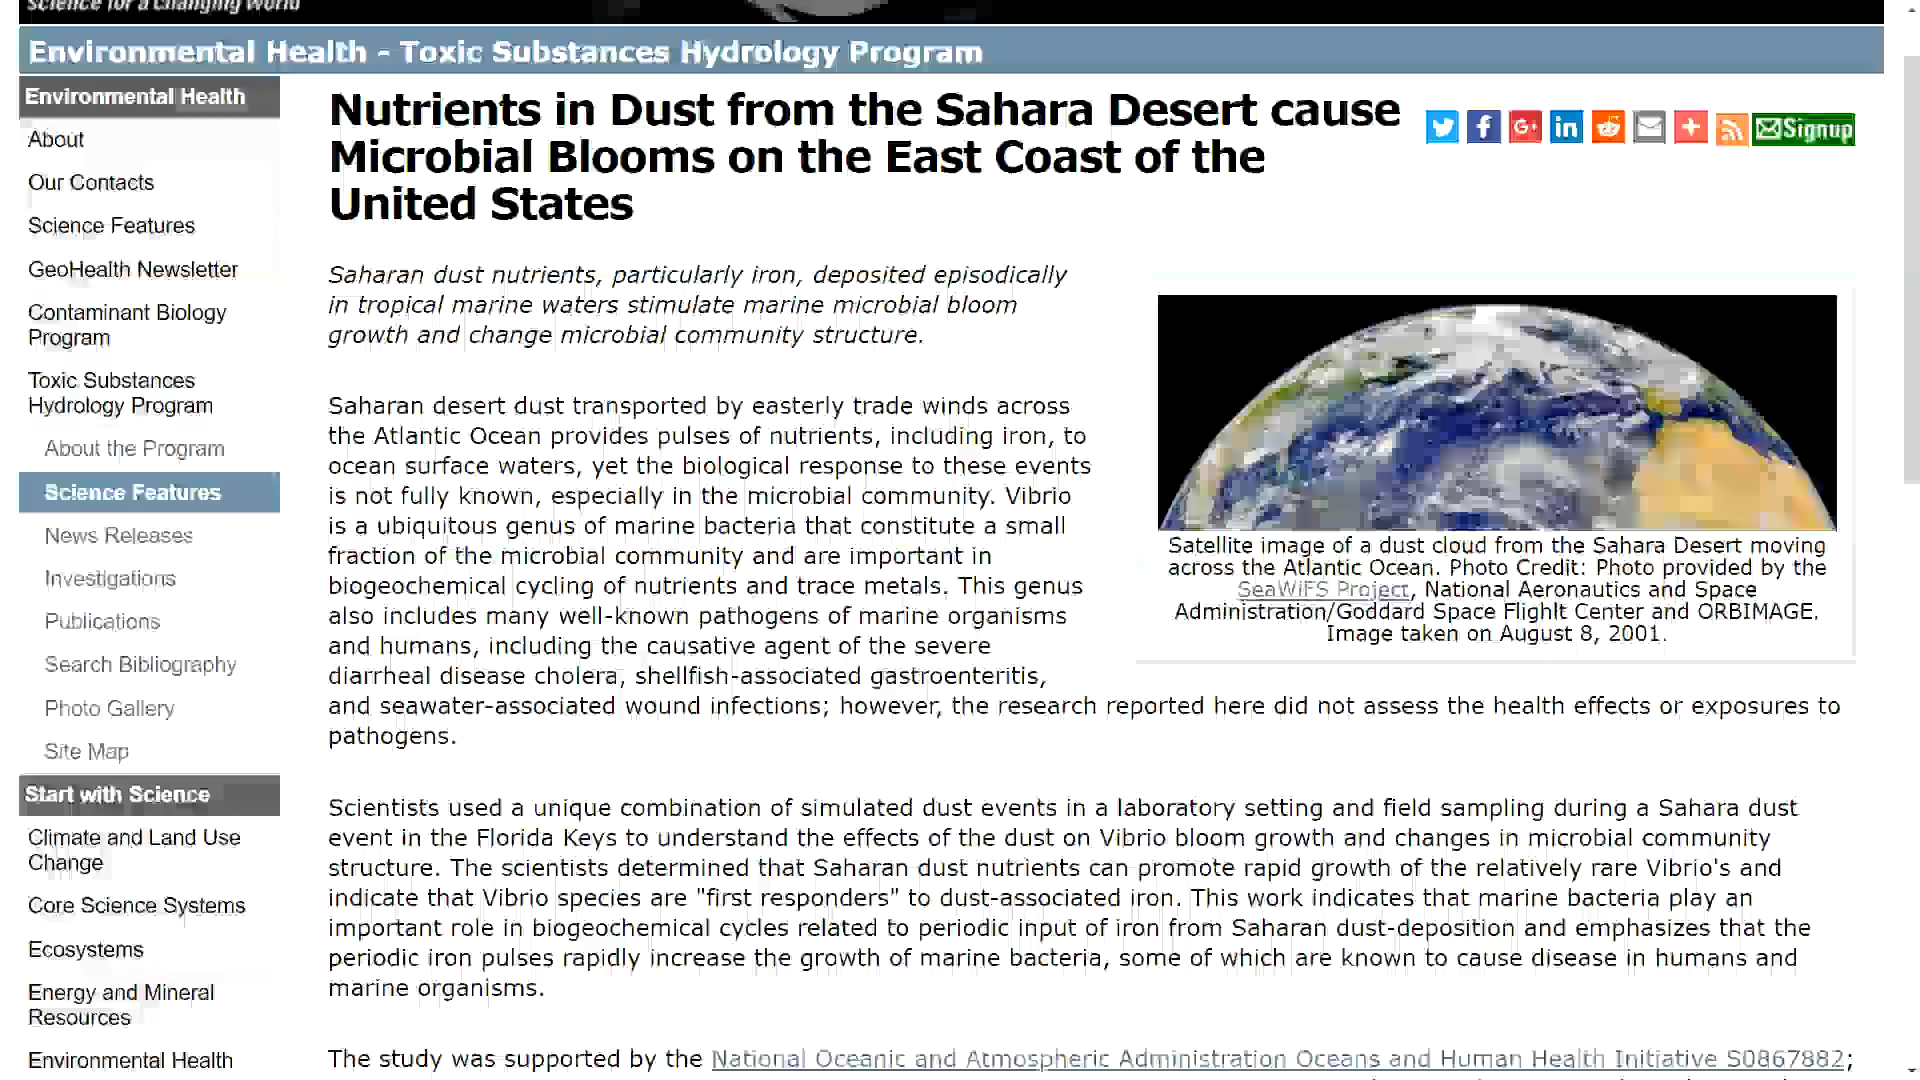 science for a changing world
Environmental Health - Toxic Substances Hydrology Program
Environmental Health
About
Our Contacts
Science Features
GeoHealth Newsletter
Contaminant Biology
Program
Toxic Substances
Hydrology Program
About the Program
Science Features
News Releases
Investigations
Publications
Search Bibliography
Photo Gallery
Site Map
Start with Science
Climate and Land Use
Change
Core Science Systems
Ecosystems
Energy and Mineral
Resources
Environmental Health
Nutrients in Dust from the Sahara Desert cause
Microbial Blooms on the East Coast of the
United States
Signup
Saharan dust nutrients, particularly iron, deposited episodically
in tropical marine waters stimulate marine microbial bloom
growth and change microbial community structure.
Satellite image of a dust cloud from the Sahara Desert moving
across the Atlantic Ocean. Photo Credit: Photo provided by the
SeaWiFS Project, National Aeronautics and Space
Administration/Goddard Space Flighlt Center and ORBIMAGE.
Image taken on August 8, 2001.
Saharan desert dust transported by easterly trade winds across
the Atlantic Ocean provides pulses of nutrients, including iron, to
ocean surface waters, yet the biological response to these events
is not fully known, especially in the microbial community. Vibrio
is a ubiquitous genus of marine bacteria that constitute a small
fraction of the microbial community and are important in
biogeochemical cycling of nutrients and trace metals. This genus
also includes many well-known pathogens of marine organisms
and humans, including the causative agent of the severe
diarrheal disease cholera, shellfish-associated gastroenteritis,
and seawater-associated wound infections; however, the research reported here did not assess the health effects or exposures to
pathogens.
Scientists used a unique combination of simulated dust events in a laboratory setting and field sampling during a Sahara dust
event in the Florida Keys to understand the effects of the dust on Vibrio bloom growth and changes in microbial community
structure. The scientists determined that Saharan dust nutrients can promote rapid growth of the relatively rare Vibrio's and
indicate that Vibrio species are "first responders" to dust-associated iron. This work indicates that marine bacteria play an
important role in biogeochemical cycles related to periodic input of iron from Saharan dust-deposition and emphasizes that the
periodic iron pulses rapidly increase the growth of marine bacteria, some of which are known to cause disease in humans and
marine organisms.
The study was supported by the National Oceanic and Atmospheric Administration Oceans and Human Health Initiative S0867882;